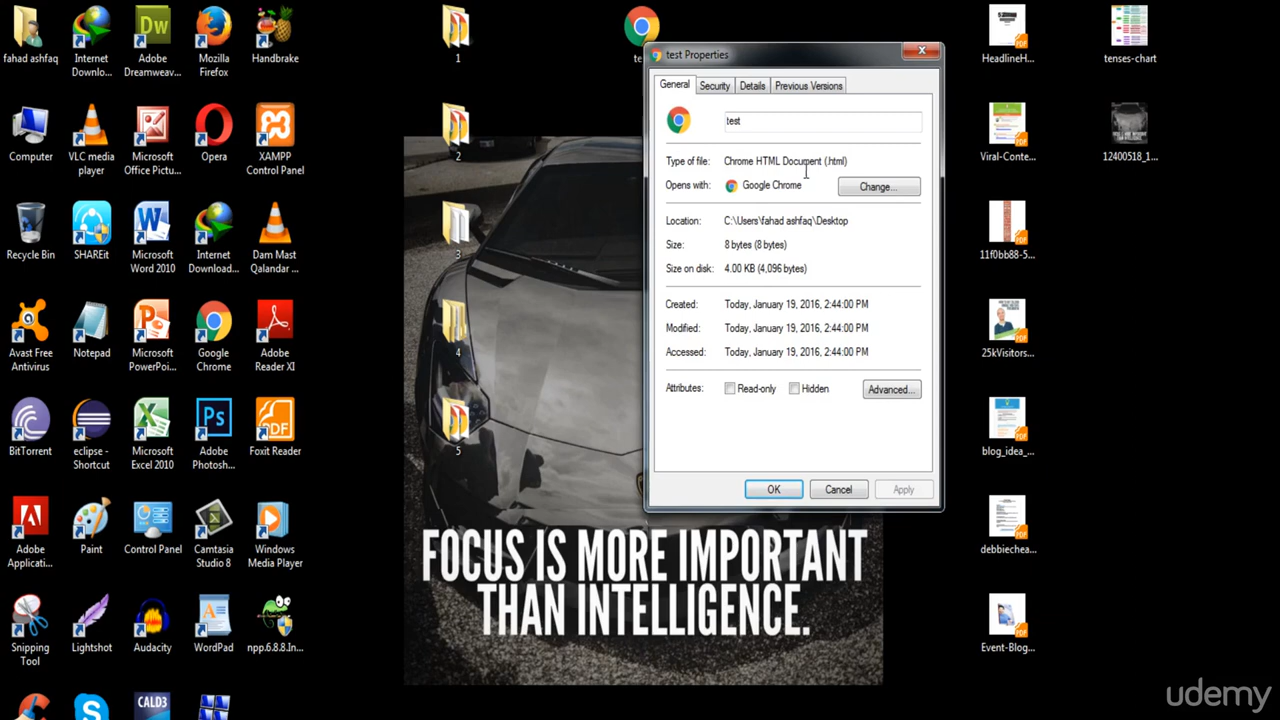 fahad ashfaq
Internet
Downlo...
Adobe
Dreamweav...
Mozilla
Firefox
Handbrake
Computer
VLC media
player
Microsoft
Office Pictu...
Opera
XAMPP
Control Panel
Recycle Bin
SHAREit
Microsoft
Word 2010
Internet
Download...
Dam Mast
Qalandar ...
Avast Free
Antivirus
Notepad
Microsoft
PowerPoi...
Google
Chrome
Adobe
Reader XI
BitTorrent
eclipse -
Shortcut
Microsoft
Excel 2010
Adobe
Photosh...
Foxit Reader
Adobe
Applicati...
Paint
Control Panel
Camtasia
Studio 8
Windows
Media Player
Snipping
Tool
Lightshot
Audacity
WordPad
npp.6.8.8.In...
CALD3
1
2
3
4
5
te
test Properties
General
Security
Details
Previous Versions
test
Type of file:
Chrome HTML Document (.html)
Opens with:
Google Chrome
Change...
Location:
C:\Users\fahad ashfaq\Desktop
Size:
8 bytes (8 bytes)
Size on disk:
4.00 KB (4,096 bytes)
Created:
Today, January 19, 2016, 2:44:00 PM
Modified:
Today, January 19, 2016, 2:44:00 PM
Accessed:
Today, January 19, 2016, 2:44:00 PM
Attributes:
Read-only
Hidden
Advanced...
OK
Cancel
Apply
FOCUS IS MORE IMPORTANT
THAN INTELLIGENCE.
HeadlineH...
Viral-Conte...
11f0bb88-5...
25kVisitors...
blog_idea_...
debbiechea...
Event-Blog...
tenses-chart
12400518_1...
udemy